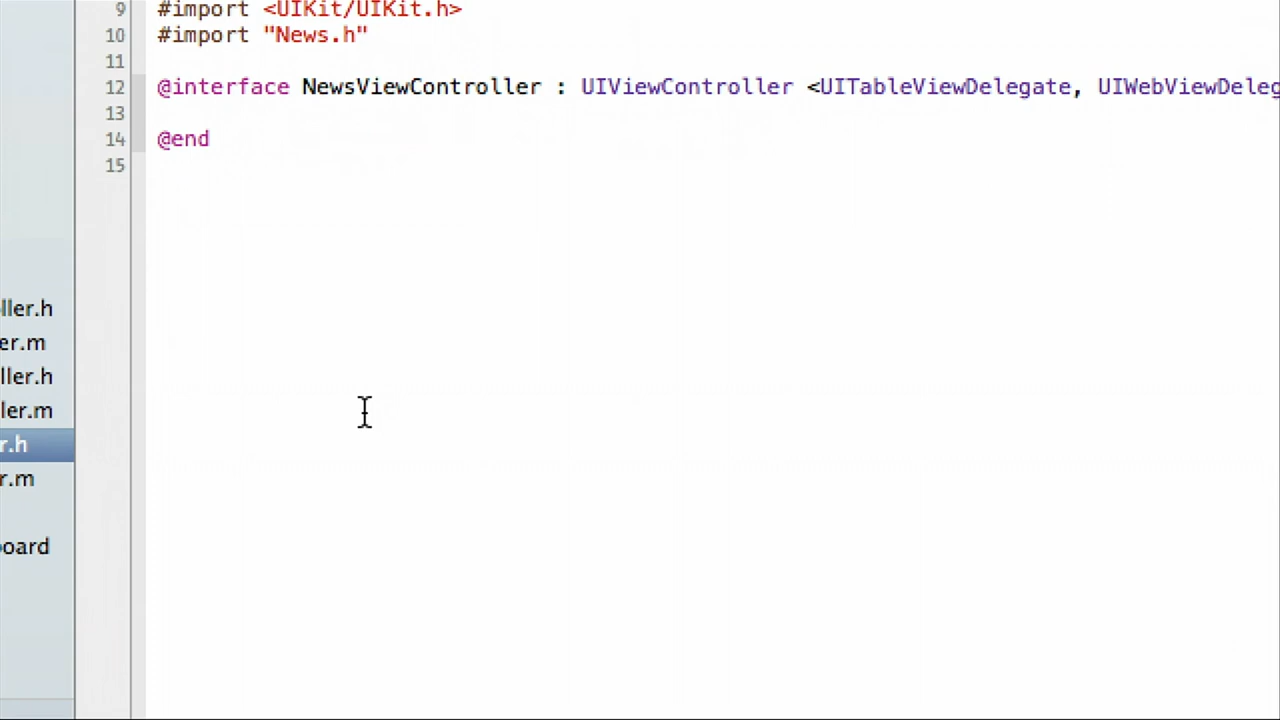 9 #import <UIKit/UIKit.h>
10 #import "News.h"
11
12 @interface NewsViewController : UIViewController <UITableViewDelegate, UIWebViewDeleg
13
14 @end
15
ller.h
er.m
ller.h
ler.m
r.h
r.m
oard